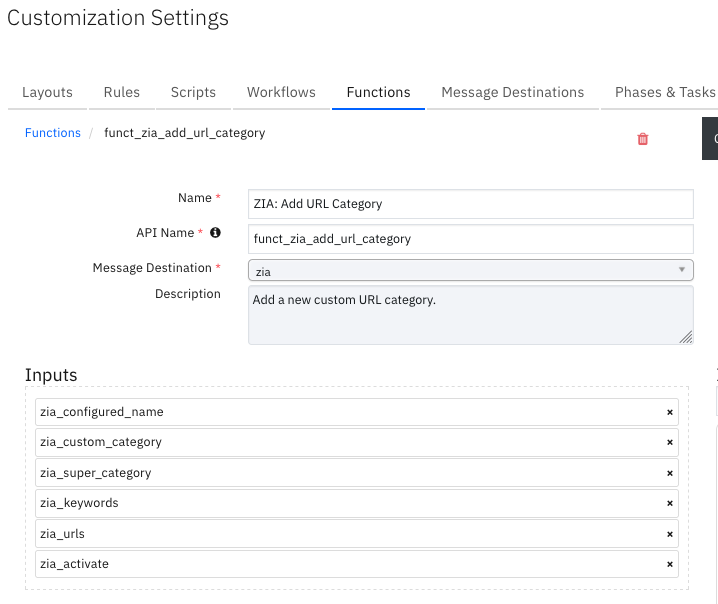 Customization Settings
Layouts Rules Scripts Workflows Functions Message Destinations Phases & Tasks
Functions / funct_zia_add_url_category
Name * ZIA: Add URL Category
API Name * funct_zia_add_url_category
Message Destination * zia
Description Add a new custom URL category.
Inputs
zia_configured_name ×
zia_custom_category ×
zia_super_category ×
zia_keywords ×
zia_urls ×
zia_activate ×